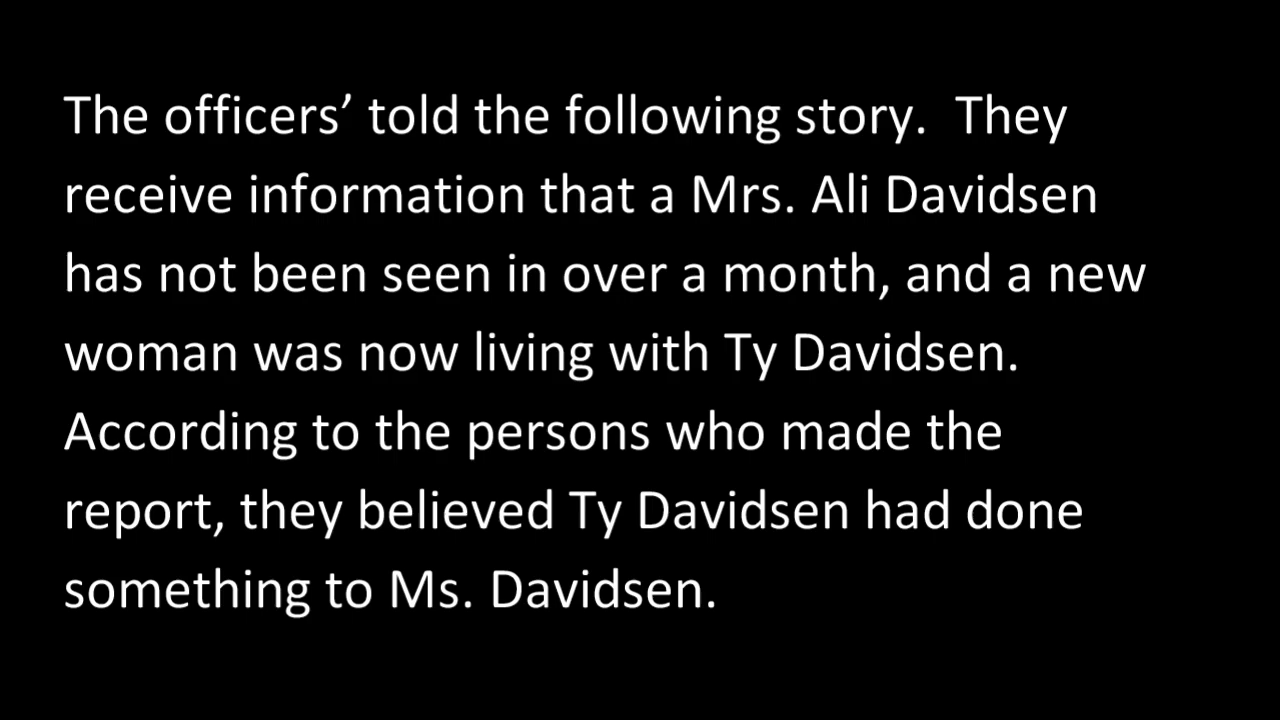 The officers’ told the following story.  They
receive information that a Mrs. Ali Davidsen
has not been seen in over a month, and a new
woman was now living with Ty Davidsen.
According to the persons who made the
report, they believed Ty Davidsen had done
something to Ms. Davidsen.